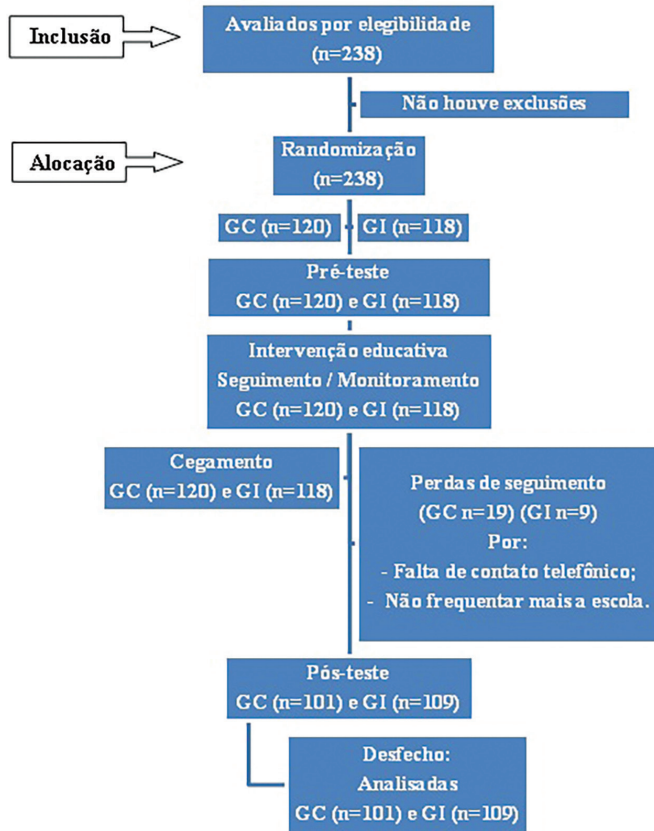 Inclusão
Avaliados por elegibilidade
(n=238)
Não houve exclusões
Alocação
Randomização
(n=238)
GC (n=120)
GI (n=118)
Pré-teste
GC (n=120) e GI (n=118)
Intervenção educativa
Seguimento / Monitoramento
GC (n=120) e GI (n=118)
Cegamento
GC (n=120) e GI (n=118)
Perdas de seguimento
(GC n=19) (GI n=9)
Por:
- Falta de contato telefônico;
- Não frequentar mais a escola.
Pós-teste
GC (n=101) e GI (n=109)
Desfecho:
Analisadas
GC (n=101) e GI (n=109)